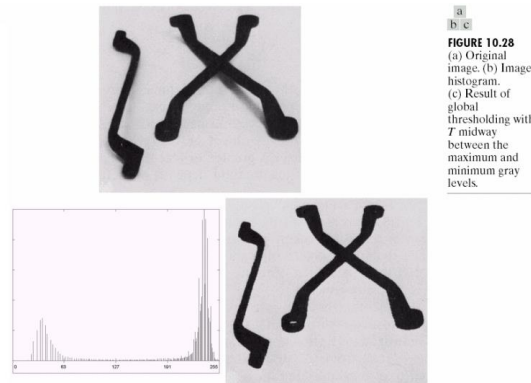 a
b c
FIGURE 10.28
(a) Original
image. (b) Image
histogram.
(c) Result of
global
thresholding with
T midway
between the
maximum and
minimum gray
levels.
0 63 127 191 255